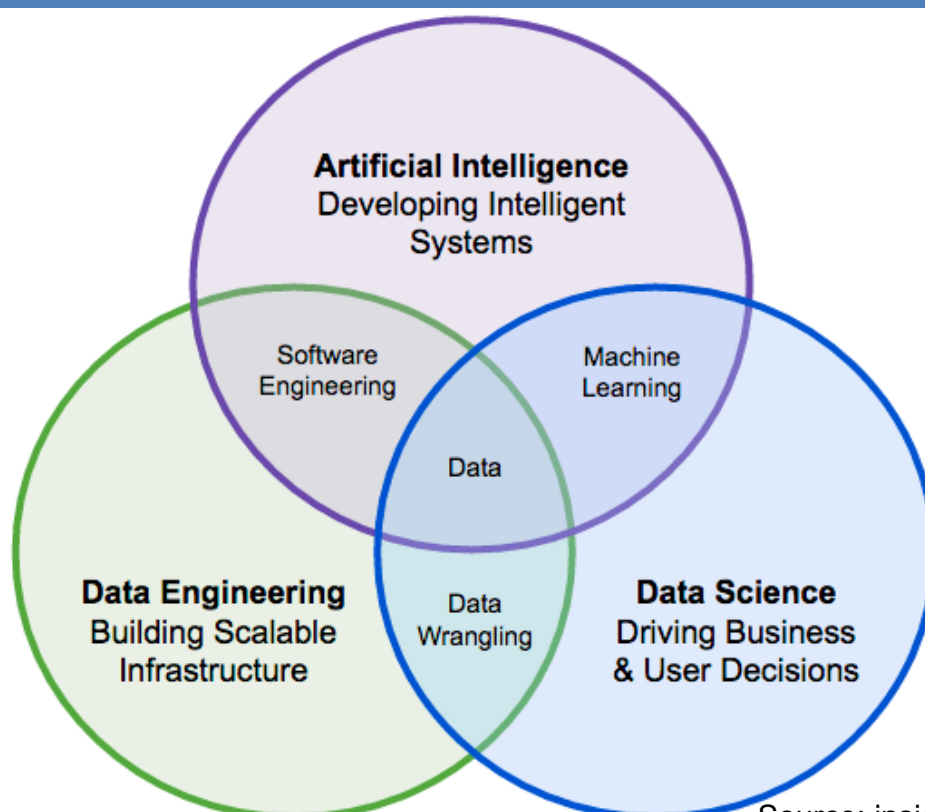 Artificial Intelligence
Developing Intelligent
Systems
Software
Engineering
Machine
Learning
Data
Data Engineering
Building Scalable
Infrastructure
Data
Wrangling
Data Science
Driving Business
& User Decisions
Source: